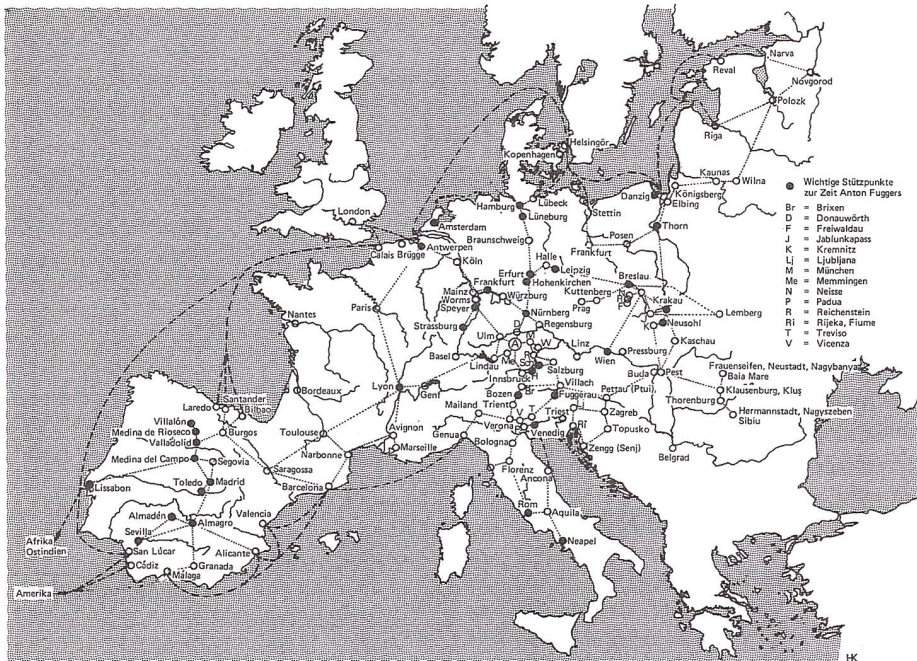 Narva
Reval
Novgorod
Polozk
Riga
Helsingör
Kopenhagen
Kaunas
Wilna
Königsberg
Danzig
Elbing
Wichtige Stützpunkte
zur Zeit Anton Fuggers
Br = Brixen
D = Donauwörth
F = Freiwaldau
J = Jablunkapass
K = Kremnitz
Lj = Ljubljana
M = München
Me = Memmingen
N = Neisse
P = Padua
R = Reichenstein
Ri = Rijeka, Fiume
T = Treviso
V = Vicenza
Hamburg
Lübeck
Lüneburg
Stettin
Thorn
London
Amsterdam
Braunschweig
Posen
Frankfurt
Calais
Brügge
Antwerpen
Köln
Halle
Leipzig
Erfurt
Hohenkirchen
Breslau
Mainz
Frankfurt
Worms
Speyer
Würzburg
Kuttenberg
Prag
Krakau
Lemberg
Paris
Nürnberg
Regensburg
K
Neusohl
Nantes
Strassburg
Ulm
D
A
M
W
Linz
Wien
Pressburg
Kaschau
Basel
Me
Lindau
Salzburg
Buda
Pest
Frauenseifen, Neustadt, Nagybanya
Baia Mare
Innsbruck
H
Villach
Klausenburg, Kluş
Lyon
Genf
Bozen
Br
Fuggerau
Pettau (Ptui)
Thorenburg
Bordeaux
Trient
Mailand
V
T
Triest
Zagreb
Hermannstadt, Nagyszeben
Sibiu
Santander
Laredo
Bilbao
Verona
Venedig
Ri
Topusko
Villalón
Toulouse
Avignon
Genua
Bologna
Zengg (Senj)
Medina de Rioseco
Burgos
Narbonne
Marseille
Belgrad
Valladolid
Florenz
Medina del Campo
Segovia
Saragossa
Ancona
Lissabon
Toledo
Madrid
Barcelona
Rom
Aquila
Almadén
Valencia
Sevilla
Almagro
Neapel
Afrika
Ostindien
San Lúcar
Alicante
Cádiz
Granada
Malaga
Amerika
HK